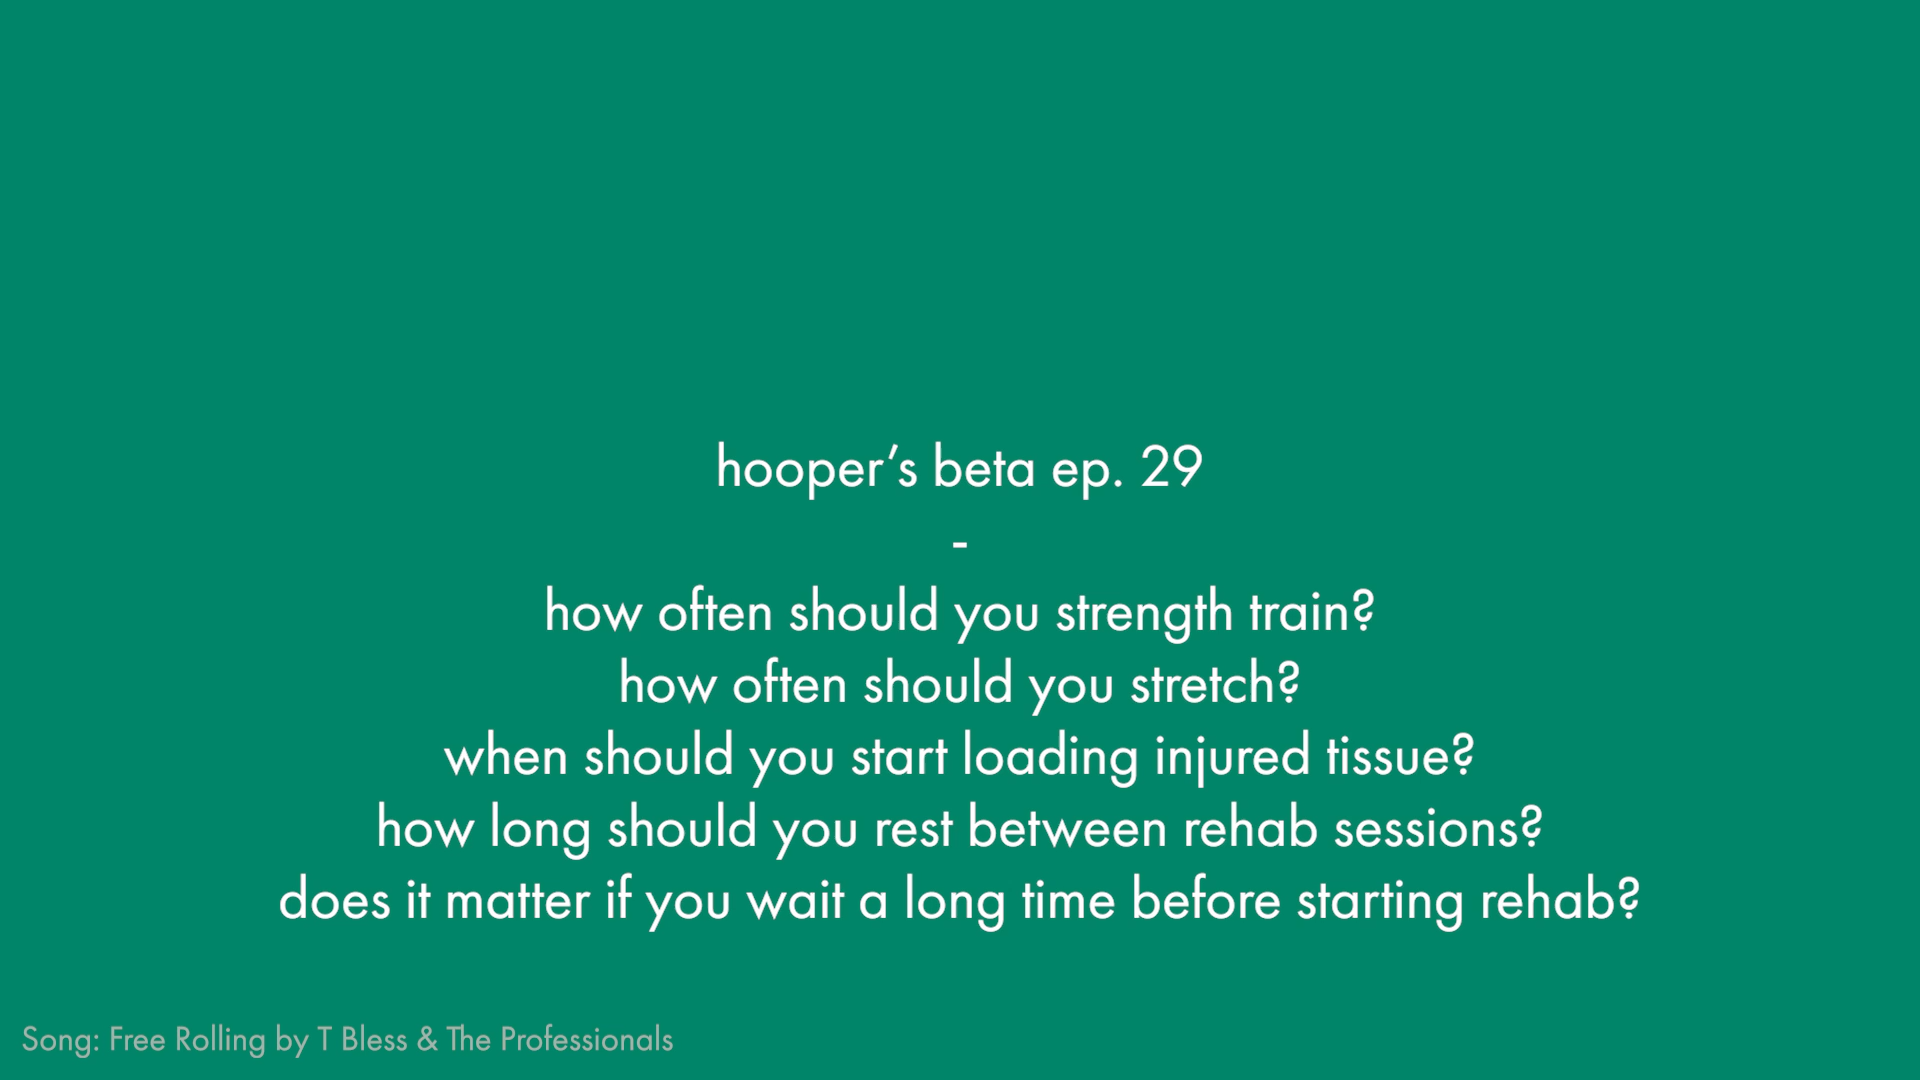 hooper’s beta ep. 29
-
how often should you strength train?
how often should you stretch?
when should you start loading injured tissue?
how long should you rest between rehab sessions?
does it matter if you wait a long time before starting rehab?
Song: Free Rolling by T Bless & The Professionals